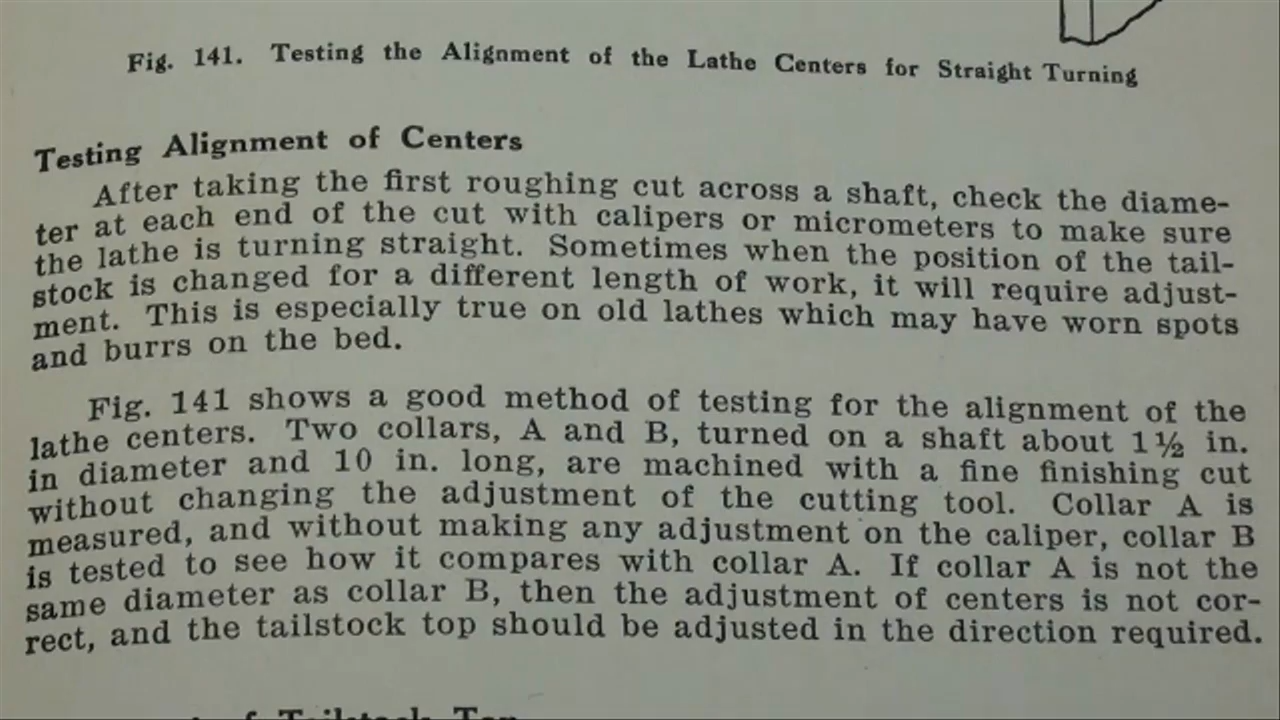 Fig. 141. Testing the Alignment of the Lathe Centers for Straight Turning
Testing Alignment of Centers
After taking the first roughing cut across a shaft, check the diame-
ter at each end of the cut with calipers or micrometers to make sure
the lathe is turning straight. Sometimes when the position of the tail-
stock is changed for a different length of work, it will require adjust-
ment. This is especially true on old lathes which may have worn spots
and burrs on the bed.
Fig. 141 shows a good method of testing for the alignment of the
lathe centers. Two collars, A and B, turned on a shaft about 1½ in.
in diameter and 10 in. long, are machined with a fine finishing cut
without changing the adjustment of the cutting tool. Collar A is
measured, and without making any adjustment on the caliper, collar B
is tested to see how it compares with collar A. If collar A is not the
same diameter as collar B, then the adjustment of centers is not cor-
rect, and the tailstock top should be adjusted in the direction required.
of Tailstock Top